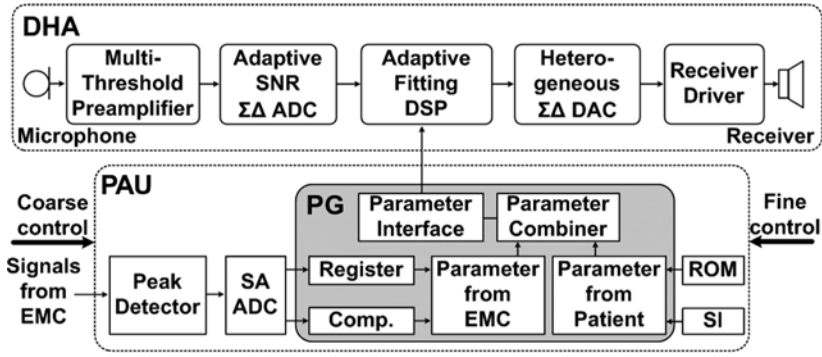 DHA
Multi-
Threshold
Preamplifier
Adaptive
SNR
ΣΔ ADC
Adaptive
Fitting
DSP
Hetero-
geneous
ΣΔ DAC
Receiver
Driver
Microphone
Receiver
PAU
Coarse
control
Fine
control
PG
Parameter
Interface
Parameter
Combiner
Signals
from
EMC
Peak
Detector
SA
ADC
Register
Comp.
Parameter
from
EMC
Parameter
from
Patient
ROM
SI